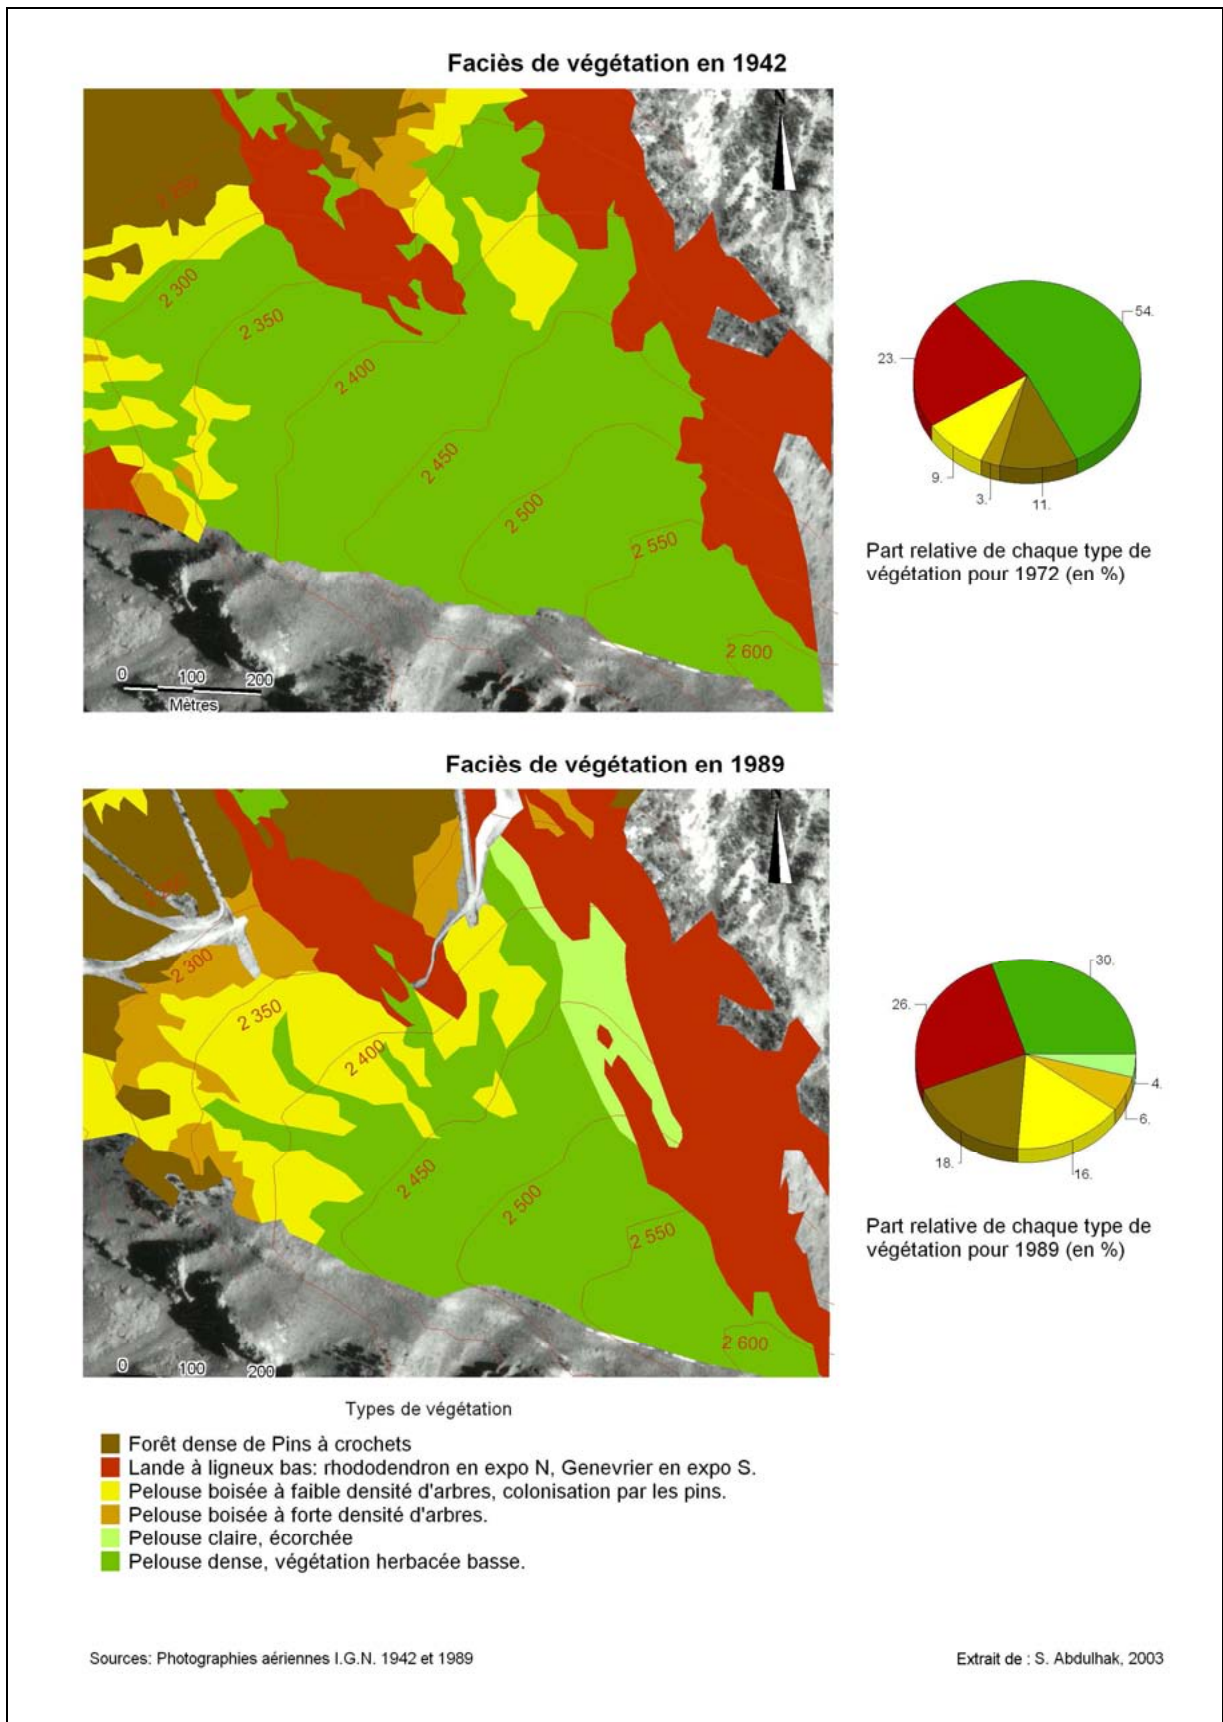 Faciès de végétation en 1942
N
2 300
2 350
2 400
2 450
2 500
2 550
2 600
0 100 200
Mètres
54.
23.
9.
3.
11.
Part relative de chaque type de
végétation pour 1972 (en %)
Faciès de végétation en 1989
2 300
2 350
2 400
2 450
2 500
2 550
2 600
0 100 200
30.
26.
4.
6.
18.
16.
Part relative de chaque type de
végétation pour 1989 (en %)
Types de végétation
Forêt dense de Pins à crochets
Lande à ligneux bas: rhododendron en expo N, Genevrier en expo S.
Pelouse boisée à faible densité d'arbres, colonisation par les pins.
Pelouse boisée à forte densité d'arbres.
Pelouse claire, écorchée
Pelouse dense, végétation herbacée basse.
Sources: Photographies aériennes I.G.N. 1942 et 1989
Extrait de : S. Abdulhak, 2003